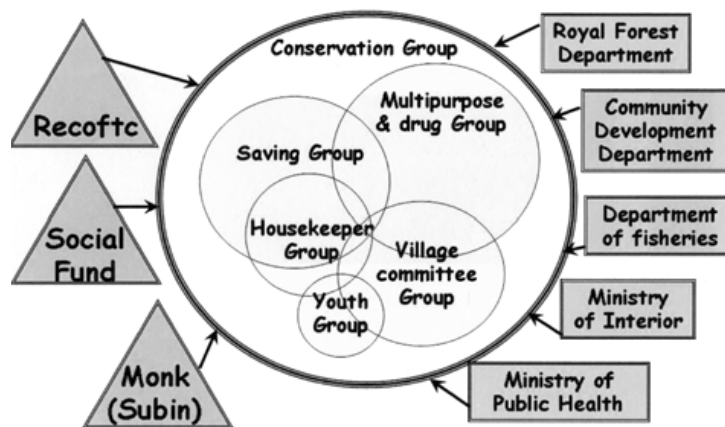 Conservation Group
Multipurpose
& drug Group
Saving Group
Housekeeper
Group
Village
committee
Group
Youth
Group
Recoftc
Social
Fund
Monk
(Subin)
Royal Forest
Department
Community
Development
Department
Department
of fisheries
Ministry
of Interior
Ministry of
Public Health